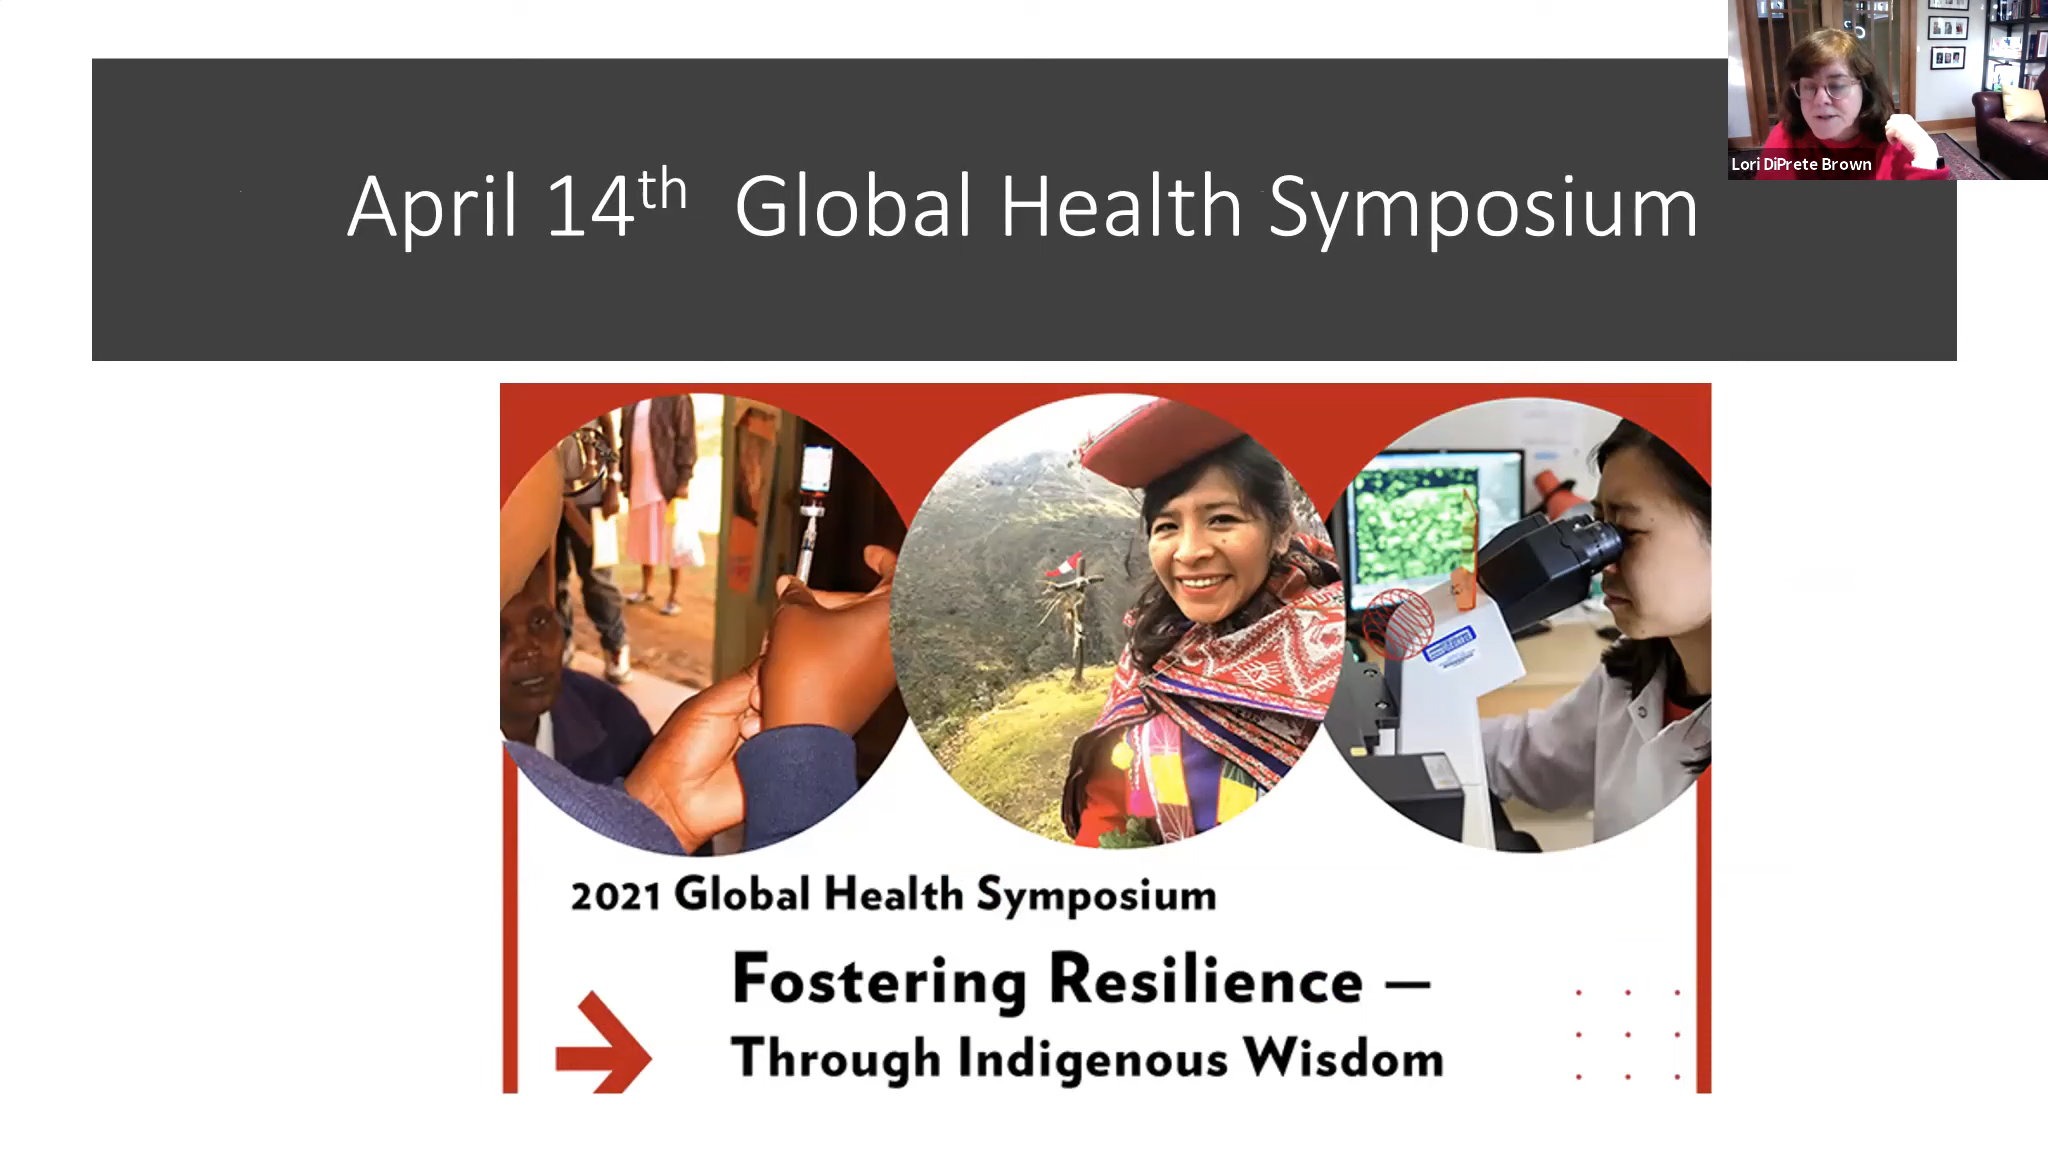 April 14th Global Health Symposium
Lori DiPrete Brown
2021 Global Health Symposium
Fostering Resilience –
Through Indigenous Wisdom